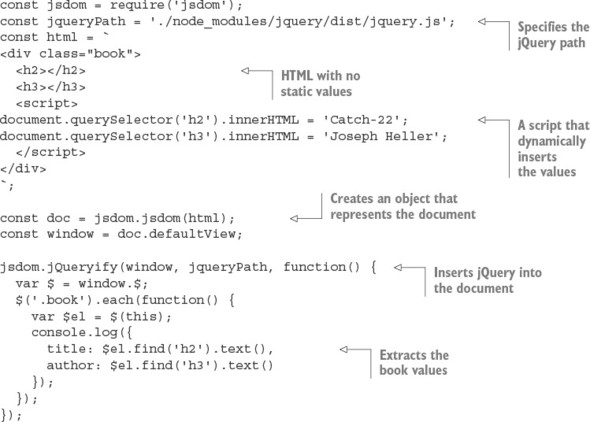 const jsdom = require('jsdom');
const jqueryPath = './node_modules/jquery/dist/jquery.js';
Specifies the
jQuery path
const html = `
<div class="book">
  <h2></h2>
  <h3></h3>
HTML with no
static values
  <script>
document.querySelector('h2').innerHTML = 'Catch-22';
document.querySelector('h3').innerHTML = 'Joseph Heller';
  </script>
A script that
dynamically
inserts
the values
</div>
`;
Creates an object that
represents the document
const doc = jsdom.jsdom(html);
const window = doc.defaultView;
jsdom.jQueryify(window, jqueryPath, function() {
Inserts jQuery into
the document
  var $ = window.$;
  $('.book').each(function() {
    var $el = $(this);
    console.log({
      title: $el.find('h2').text(),
      author: $el.find('h3').text()
Extracts the
book values
    });
  });
});